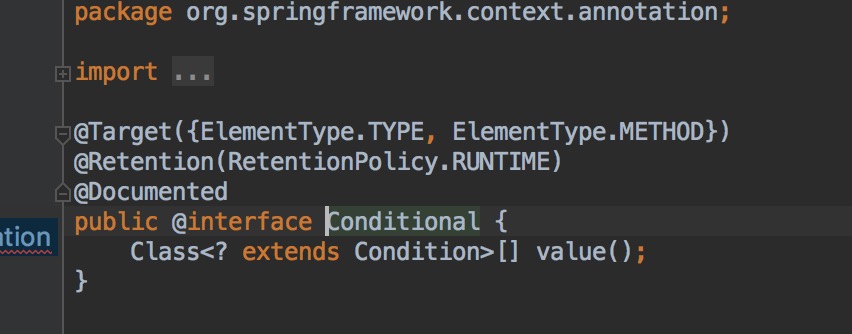 package org.springframework.context.annotation;
import ...
@Target({ElementType.TYPE, ElementType.METHOD})
@Retention(RetentionPolicy.RUNTIME)
@Documented
public @interface Conditional {
ation
Class<? extends Condition>[] value();
}